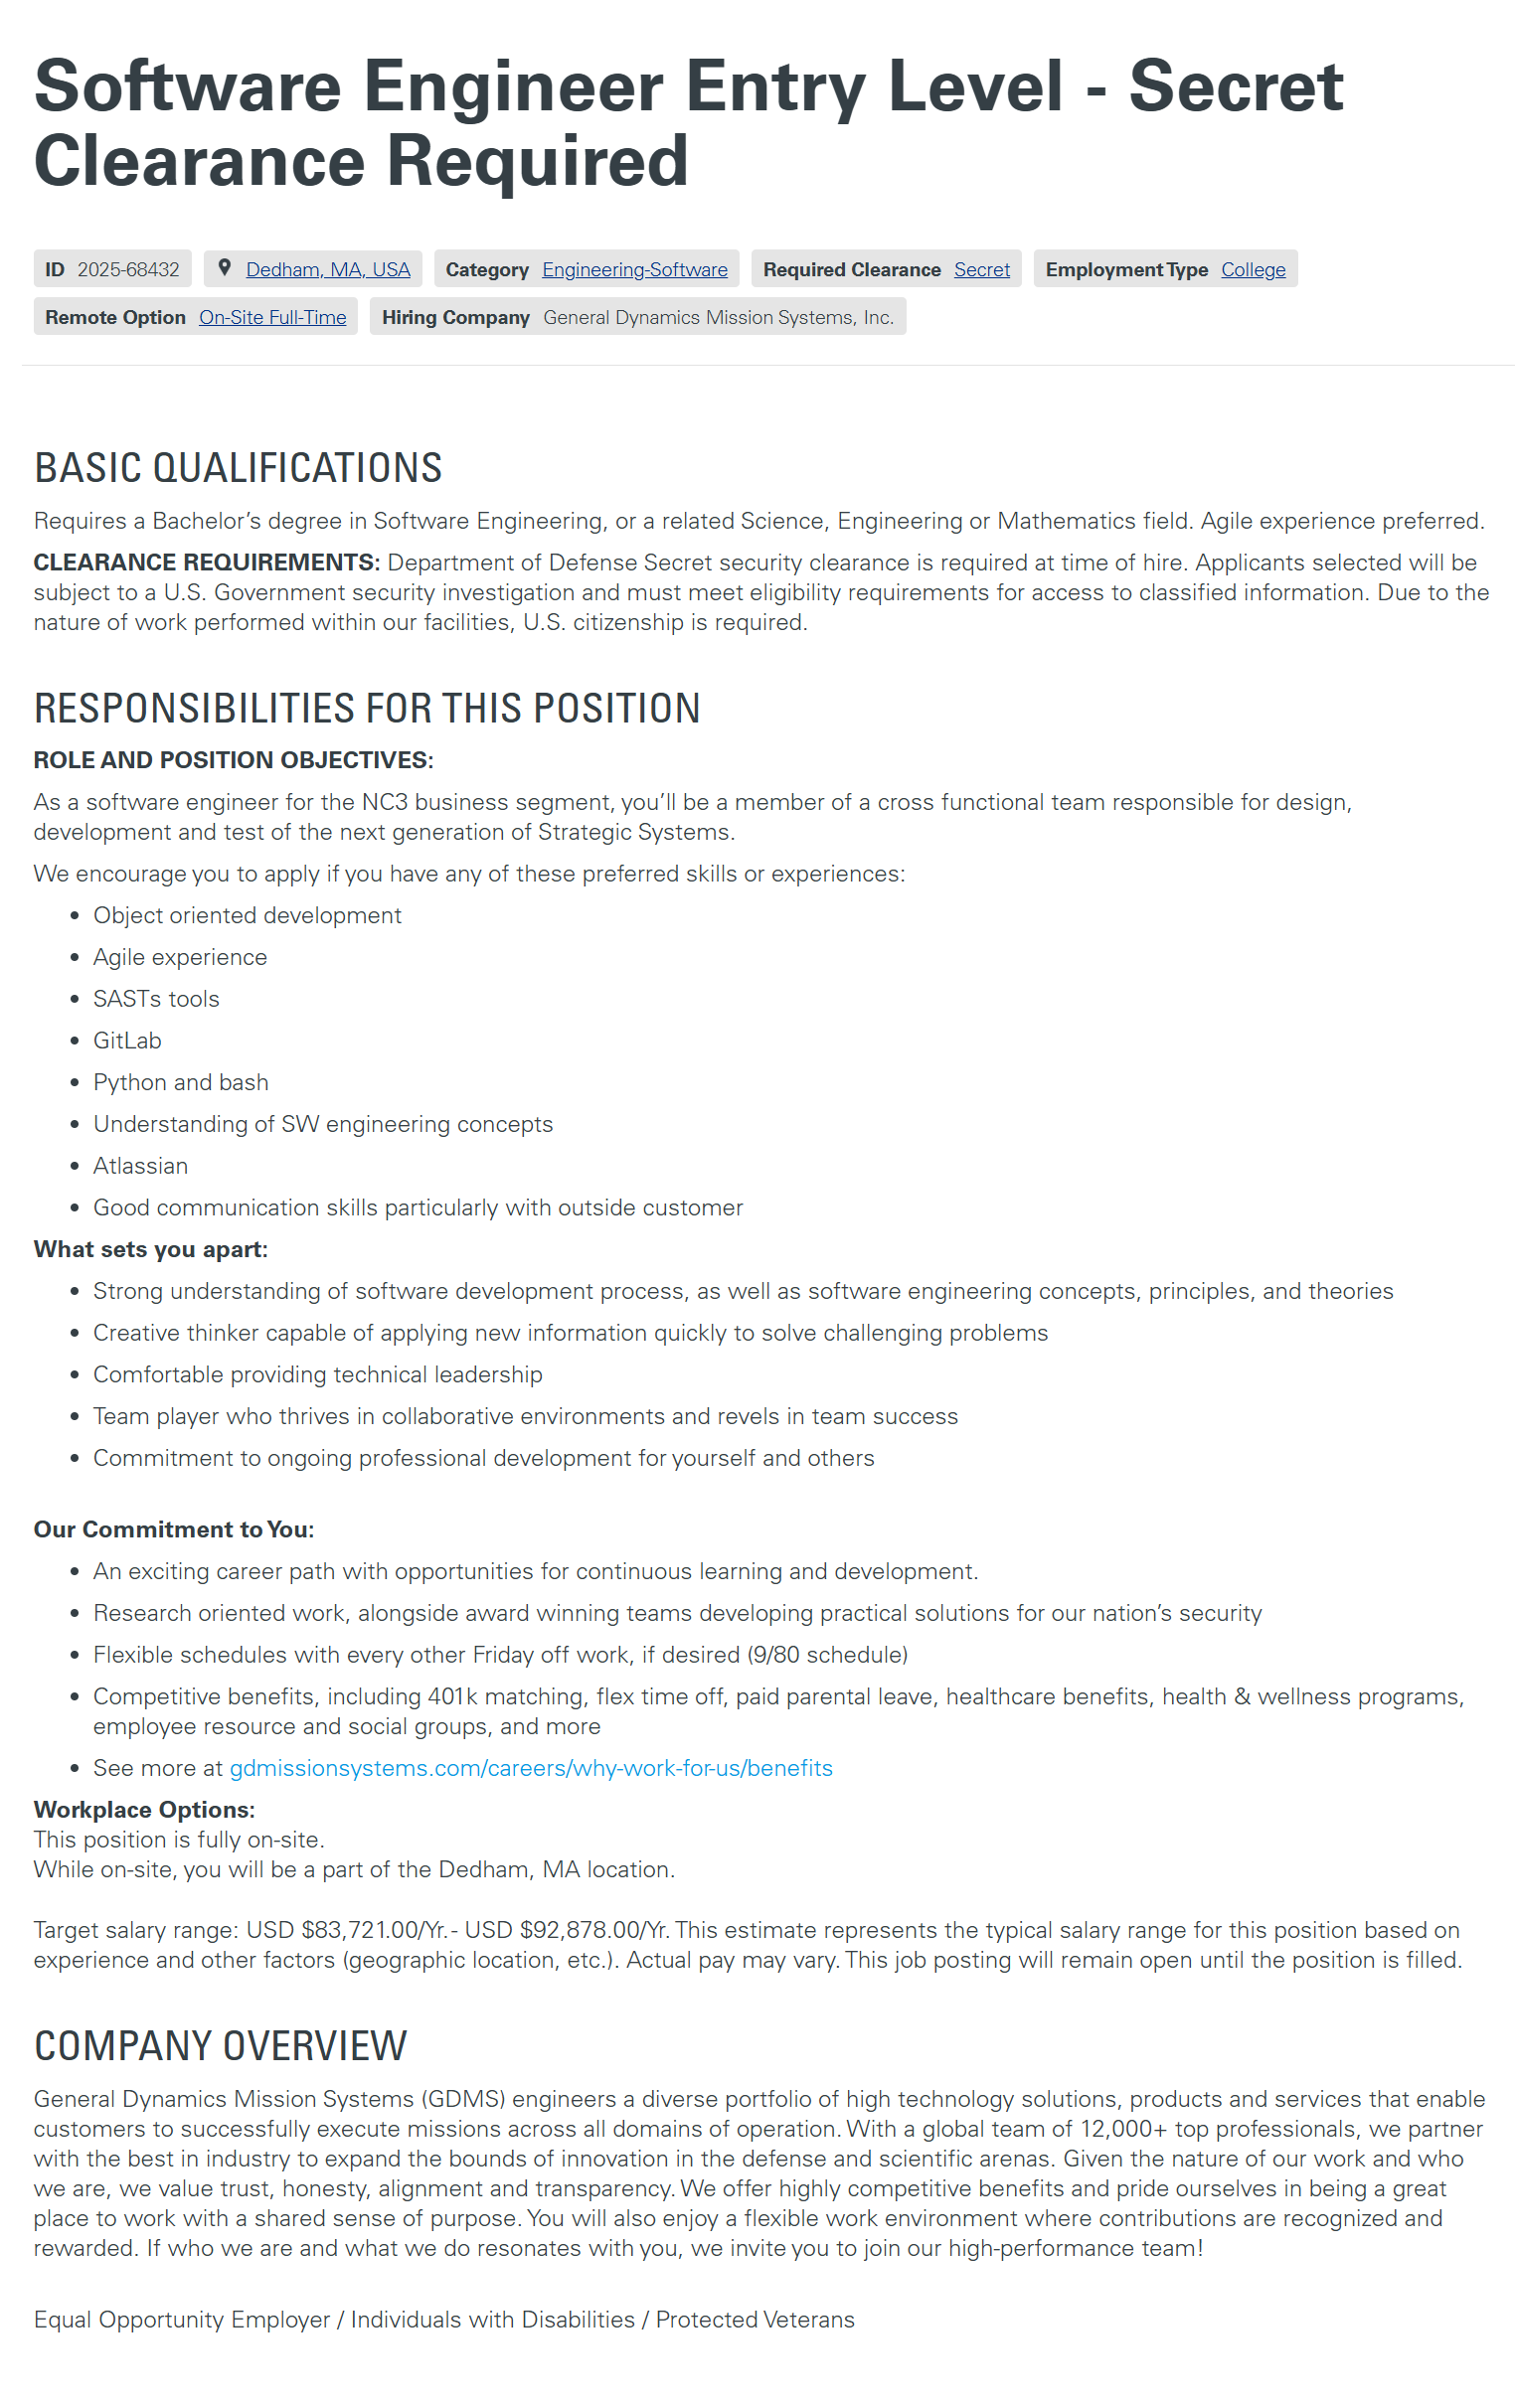 Software Engineer Entry Level - Secret
Clearance Required
ID 2025-68432 Dedham, MA, USA Category Engineering-Software Required Clearance Secret Employment Type College
Remote Option On-Site Full-Time Hiring Company General Dynamics Mission Systems, Inc.
BASIC QUALIFICATIONS
Requires a Bachelor’s degree in Software Engineering, or a related Science, Engineering or Mathematics field. Agile experience preferred.
CLEARANCE REQUIREMENTS: Department of Defense Secret security clearance is required at time of hire. Applicants selected will be
subject to a U.S. Government security investigation and must meet eligibility requirements for access to classified information. Due to the
nature of work performed within our facilities, U.S. citizenship is required.
RESPONSIBILITIES FOR THIS POSITION
ROLE AND POSITION OBJECTIVES:
As a software engineer for the NC3 business segment, you’ll be a member of a cross functional team responsible for design,
development and test of the next generation of Strategic Systems.
We encourage you to apply if you have any of these preferred skills or experiences:
• Object oriented development
• Agile experience
• SASTs tools
• GitLab
• Python and bash
• Understanding of SW engineering concepts
• Atlassian
• Good communication skills particularly with outside customer
What sets you apart:
• Strong understanding of software development process, as well as software engineering concepts, principles, and theories
• Creative thinker capable of applying new information quickly to solve challenging problems
• Comfortable providing technical leadership
• Team player who thrives in collaborative environments and revels in team success
• Commitment to ongoing professional development for yourself and others
Our Commitment to You:
• An exciting career path with opportunities for continuous learning and development.
• Research oriented work, alongside award winning teams developing practical solutions for our nation’s security
• Flexible schedules with every other Friday off work, if desired (9/80 schedule)
• Competitive benefits, including 401k matching, flex time off, paid parental leave, healthcare benefits, health & wellness programs,
employee resource and social groups, and more
• See more at gdmissionsystems.com/careers/why-work-for-us/benefits
Workplace Options:
This position is fully on-site.
While on-site, you will be a part of the Dedham, MA location.
Target salary range: USD $83,721.00/Yr. - USD $92,878.00/Yr. This estimate represents the typical salary range for this position based on
experience and other factors (geographic location, etc.). Actual pay may vary. This job posting will remain open until the position is filled.
COMPANY OVERVIEW
General Dynamics Mission Systems (GDMS) engineers a diverse portfolio of high technology solutions, products and services that enable
customers to successfully execute missions across all domains of operation. With a global team of 12,000+ top professionals, we partner
with the best in industry to expand the bounds of innovation in the defense and scientific arenas. Given the nature of our work and who
we are, we value trust, honesty, alignment and transparency. We offer highly competitive benefits and pride ourselves in being a great
place to work with a shared sense of purpose. You will also enjoy a flexible work environment where contributions are recognized and
rewarded. If who we are and what we do resonates with you, we invite you to join our high-performance team!
Equal Opportunity Employer / Individuals with Disabilities / Protected Veterans